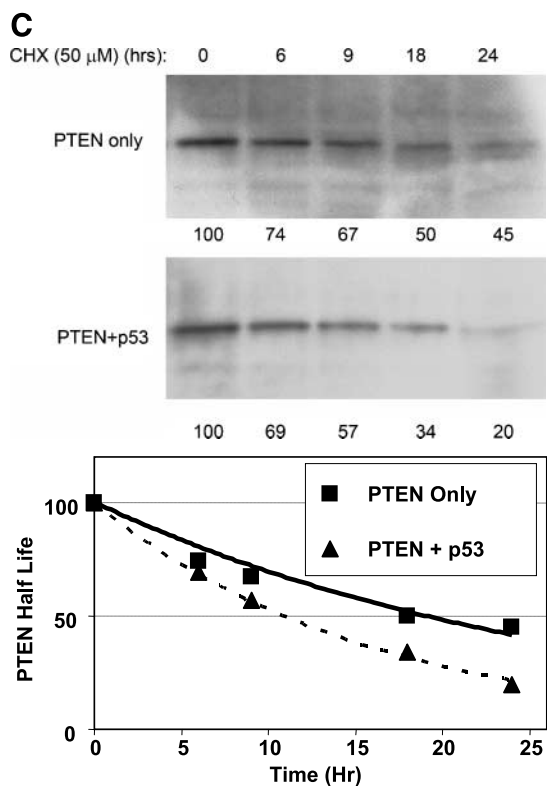 C
CHX (50 μM) (hrs): 0 6 9 18 24
PTEN only
100 74 67 50 45
PTEN+p53
100 69 57 34 20
PTEN Only
PTEN + p53
100
50
0
PTEN Half Life
0 5 10 15 20 25
Time (Hr)